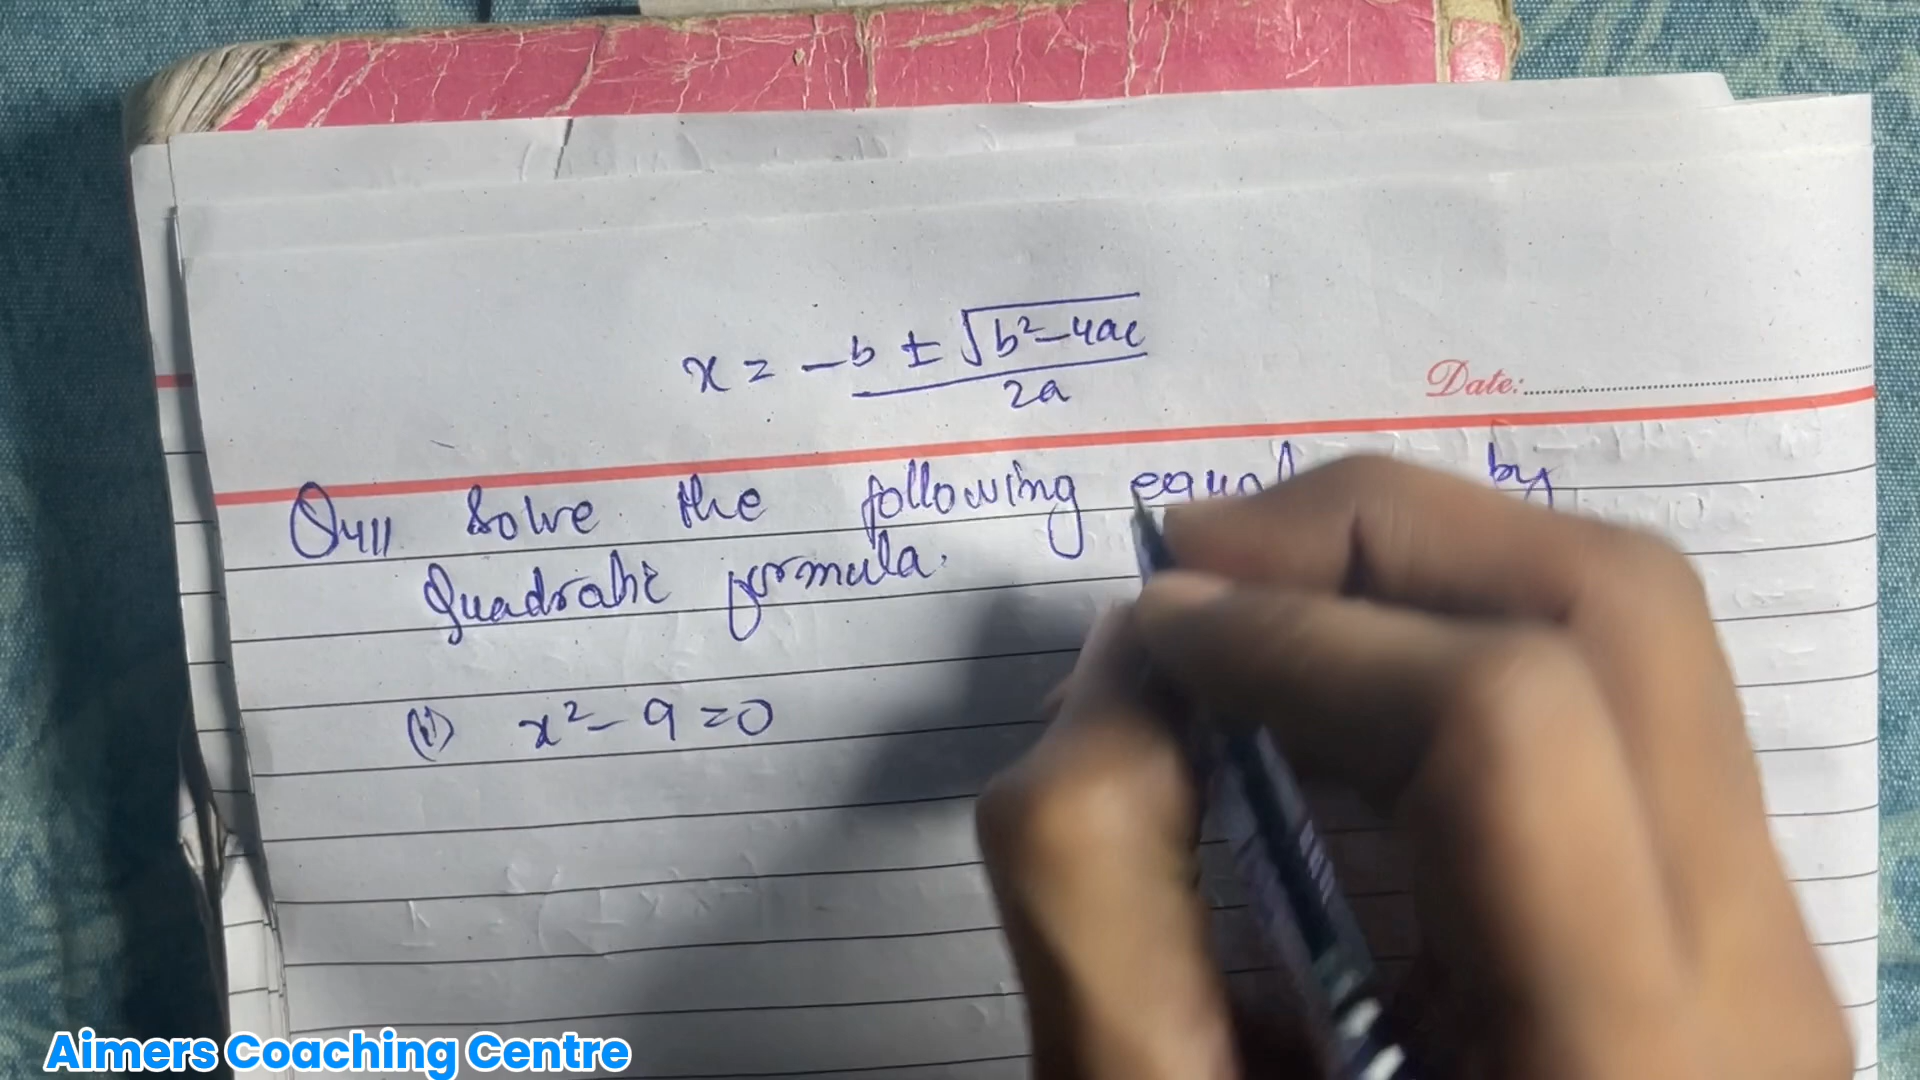 x = -b ± √b²-4ac
2a
Date:
Q411 Solve the following by
Quadratic formula.
(i) x² - 9 = 0
Aimers Coaching Centre